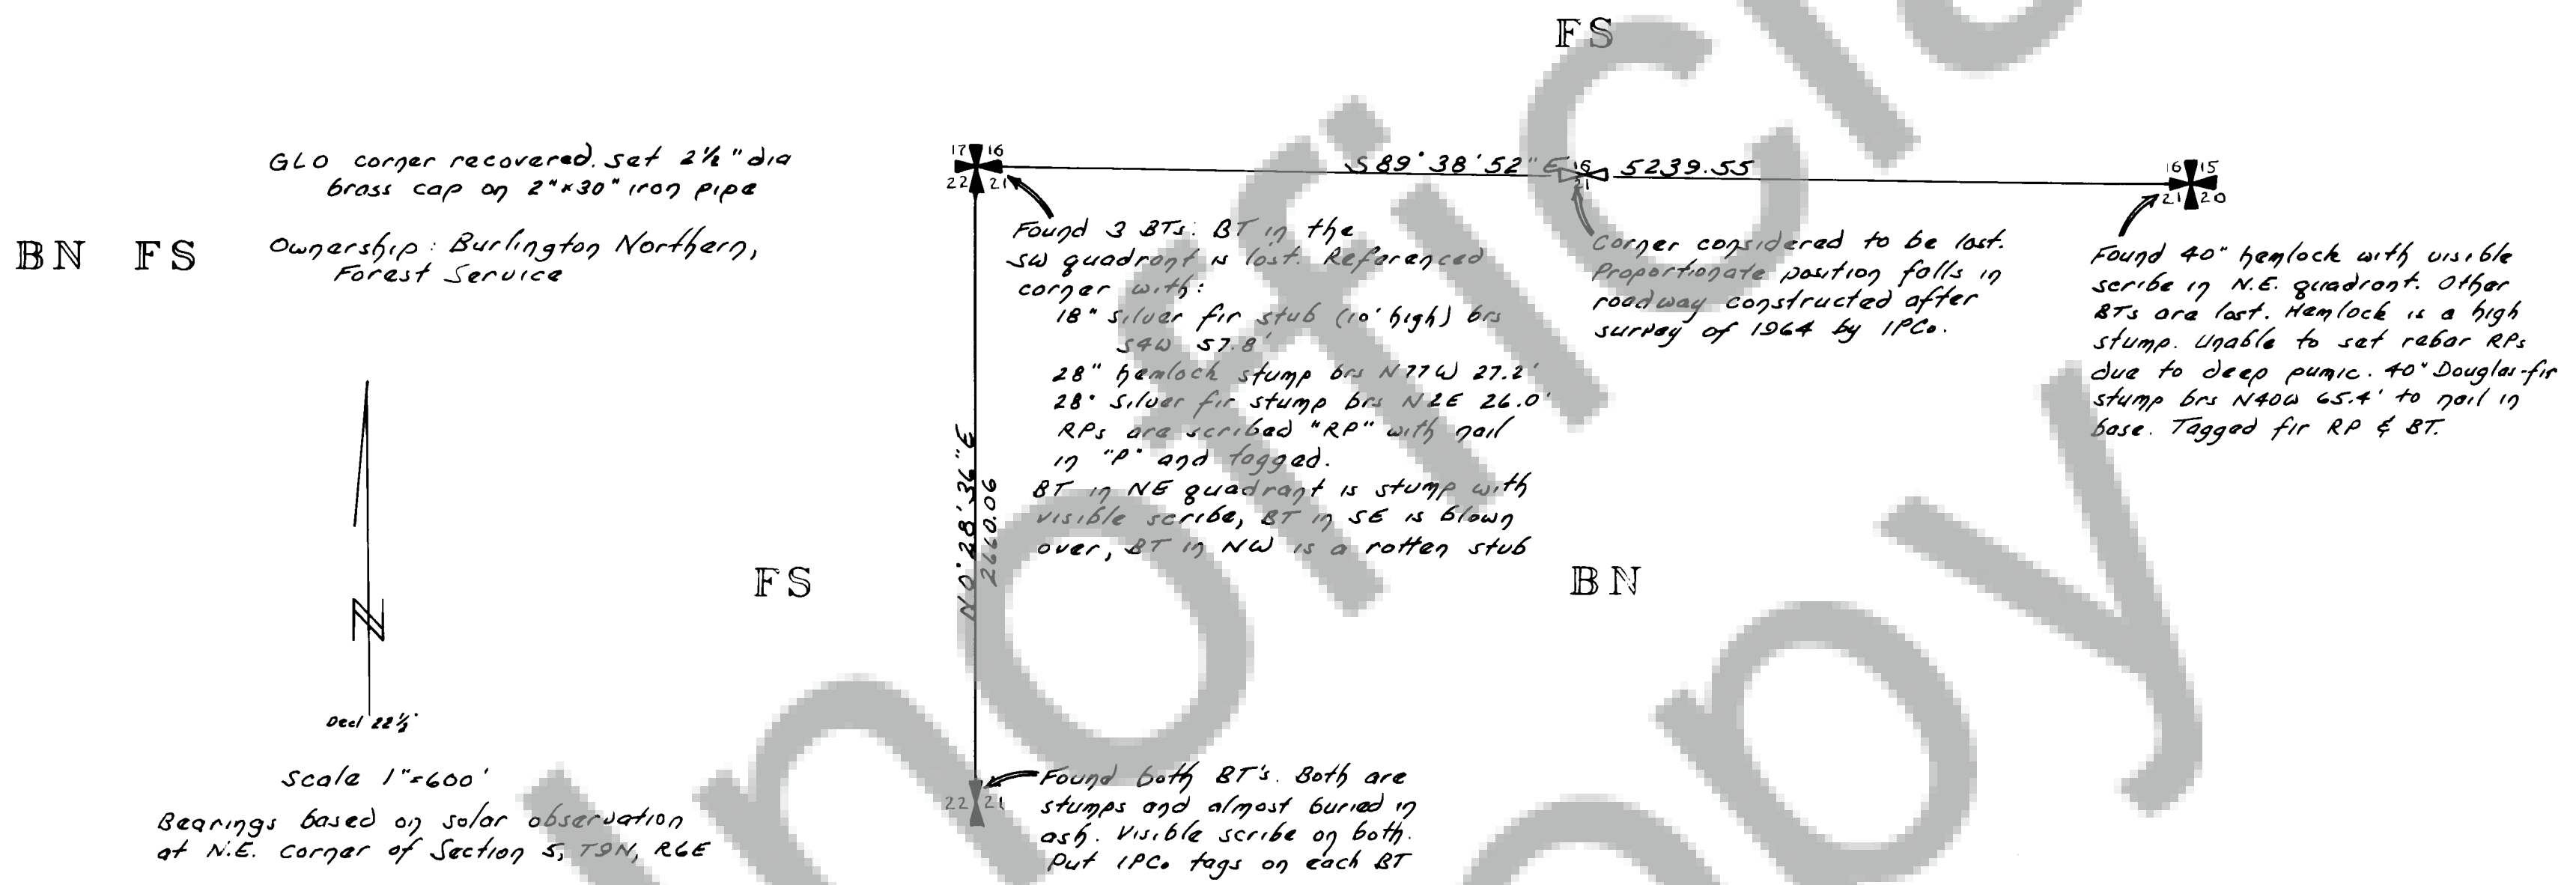 FS
GLO corner recovered. Set 2½" dia
brass cap on 2"x30" iron pipe
BN FS
Ownership: Burlington Northern,
Forest Service
N
Decl 22½°
Scale 1"=600'
Bearings based on solar observation
at N.E. corner of Section 5, T9N, R6E
17 16
22 21
S89°38'52"E 5239.55
16
21
16 15
21 20
Found 3 BTs. BT in the
SW quadrant is lost. Referenced
corner with:
18" silver fir stub (10' high) brs
S4W 57.8'
28" hemlock stump brs N77W 27.2'
28" Silver fir stump brs N2E 26.0'
RPs are scribed "RP" with nail
in "P" and tagged.
BT in NE quadrant is stump with
visible scribe, BT in SE is blown
over, BT in NW is a rotten stub
Corner considered to be lost.
Proportionate position falls in
roadway constructed after
survey of 1964 by IPCo.
Found 40" hemlock with visible
scribe in N.E. quadrant. Other
BTs are lost. Hemlock is a high
stump. Unable to set rebar RPs
due to deep pumic. 40" Douglas-fir
stump brs N40W 65.4' to nail in
base. Tagged fir RP & BT.
N0°28'36"E
2660.06
FS
BN
22 21
Found both BT's. Both are
stumps and almost buried in
ash. Visible scribe on both.
Put IPCo tags on each BT
Unofficial
Copy